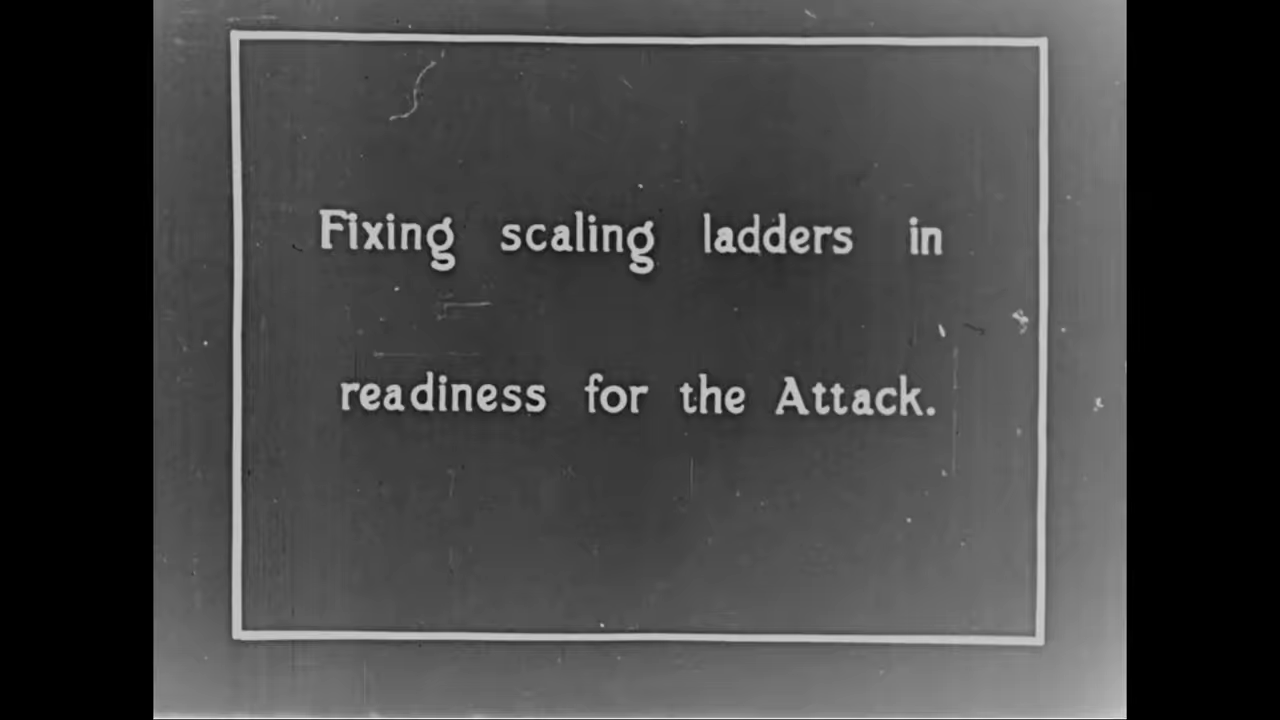 Fixing scaling ladders in
readiness for the Attack.